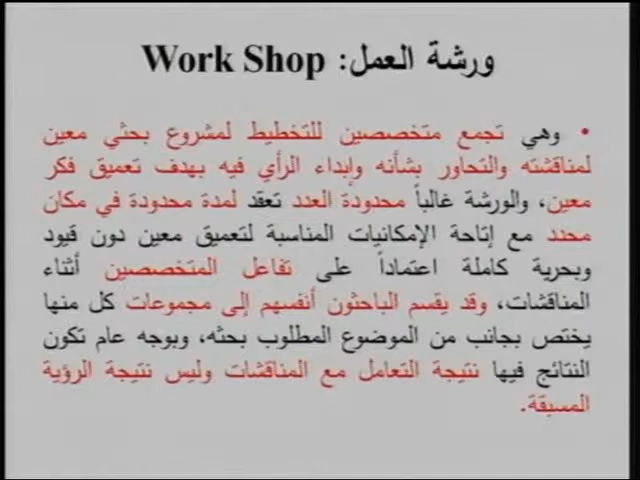 ورشة العمل: Work Shop
• وهي تجمع متخصصين للتخطيط لمشروع بحثي معين
لمناقشته والتحاور بشأنه وإبداء الرأي فيه بهدف تعميق فكر
معين، والورشة غالباً محدودة العدد تعقد لمدة محدودة في مكان
محدد مع إتاحة الإمكانيات المناسبة لتعميق معين دون قيود
وبحرية كاملة اعتماداً على تفاعل المتخصصين أثناء
المناقشات، وقد يقسم الباحثون أنفسهم إلى مجموعات كل منها
يختص بجانب من الموضوع المطلوب بحثه، وبوجه عام تكون
النتائج فيها نتيجة التعامل مع المناقشات وليس نتيجة الرؤية
المسبقة.